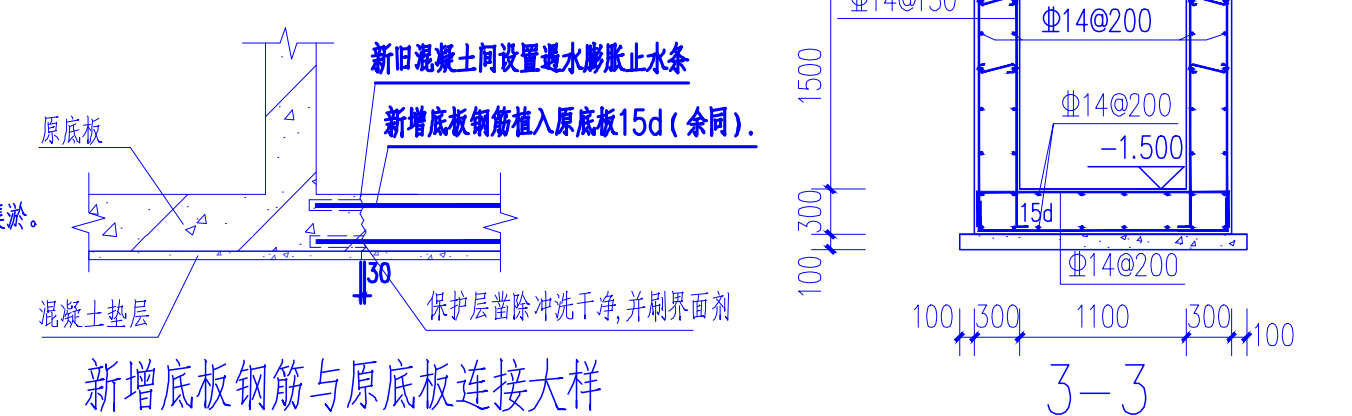 新旧混凝土间设置遇水膨胀止水条
新增底板钢筋植入原底板15d(余同).
原底板
淤。
30
混凝土垫层
保护层凿除冲洗干净,并刷界面剂
新增底板钢筋与原底板连接大样
Φ14@150
Φ14@200
1500
Φ14@200
-1.500
300
15d
100
Φ14@200
100 300 1100 300 100
3-3